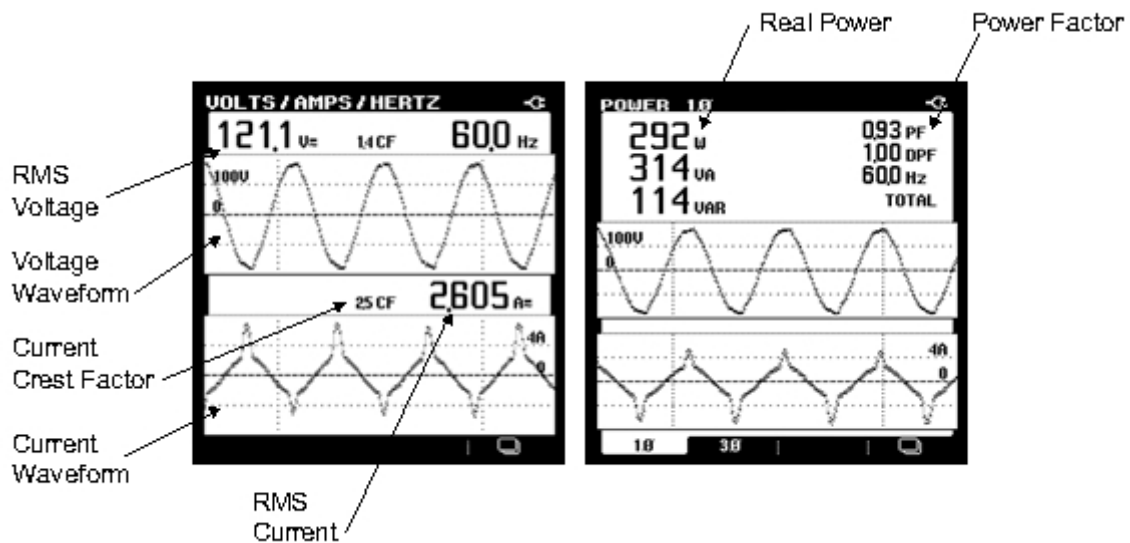 Real Power
Power Factor
VOLTS/AMPS/HERTZ
121.1 V≂ 1.4 CF 60.0 Hz
100V
0
25 CF 2.605 A≂
4A
0
RMS
Voltage
Voltage
Waveform
Current
Crest Factor
Current
Waveform
RMS
Current
POWER 1Ø
292 W
0.93 PF
314 VA
1.00 DPF
60.0 Hz
114 VAR
TOTAL
100V
0
4A
0
1Ø 3Ø